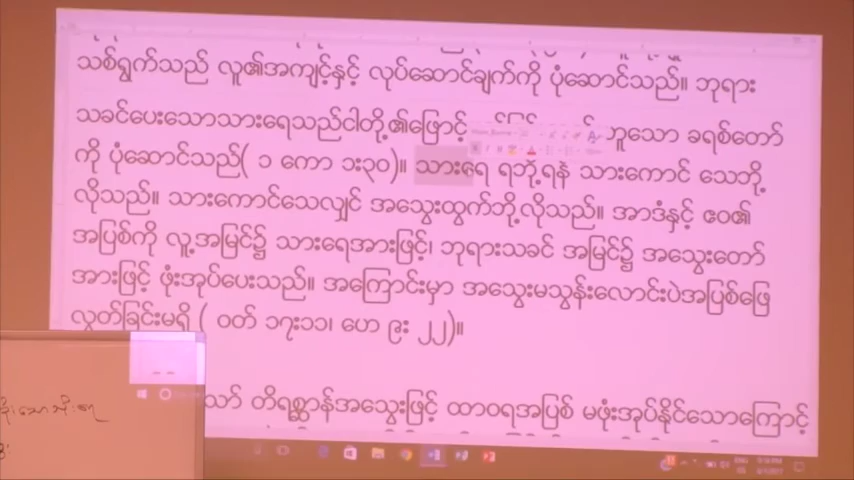 သစ်ရွက်သည် လူ၏အကျင့်နှင့် လုပ်ဆောင်ချက်ကို ပုံဆောင်သည်။ ဘုရား
သခင်ပေးသောသားရေသည်ငါတို့၏ဖြောင့် ဘူသော ခရစ်တော်
ကို ပုံဆောင်သည်( ၁ ကော ၁း၃၀)။ သားရေ ရဘို့ရန် သားကောင် သေဘို့
လိုသည်။ သားကောင်သေလျှင် အသွေးထွက်ဘို့လိုသည်။ အာဒံနှင့် ဧဝ၏
အပြစ်ကို လူ့အမြင်၌ သားရေအားဖြင့်၊ ဘုရားသခင် အမြင်၌ အသွေးတော်
အားဖြင့် ဖုံးအုပ်ပေးသည်။ အကြောင်းမှာ အသွေးမသွန်းလောင်းပဲအပြစ်ဖြေ
လွှတ်ခြင်းမရှိ ( ဝတ် ၁၇း၁၁၊ ဟေ ၉း ၂၂)။
တိရစ္ဆာန်အသွေးဖြင့် ထာဝရအပြစ် မဖုံးအုပ်နိုင်သောကြောင့်